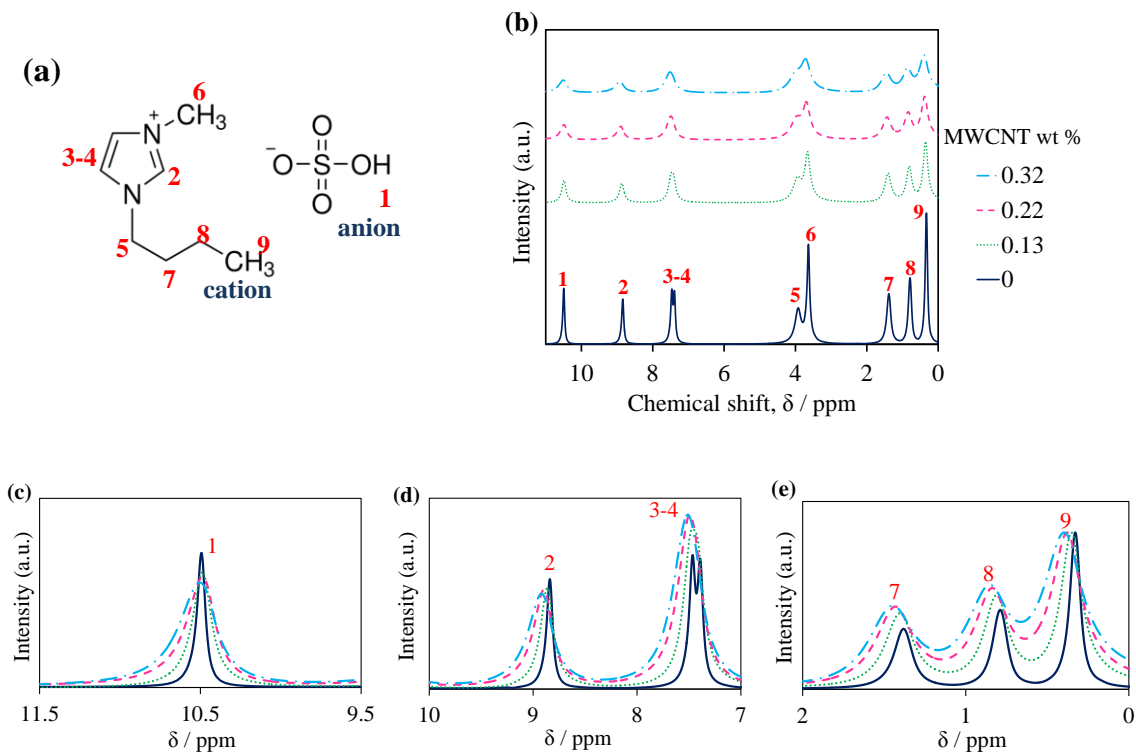 (a)
6
CH3
N
+
3-4
2
N
5
7
8
9
CH3
cation
O
−O S OH
O
1
anion
(b)
Intensity (a.u.)
1
2
3-4
5
6
7
8
9
10 8 6 4 2 0
Chemical shift, δ / ppm
MWCNT wt %
0.32
0.22
0.13
0
(c)
Intensity (a.u.)
1
11.5 10.5 9.5
δ / ppm
(d)
Intensity (a.u.)
2
3-4
10 9 8 7
δ / ppm
(e)
Intensity (a.u.)
7
8
9
2 1 0
δ / ppm